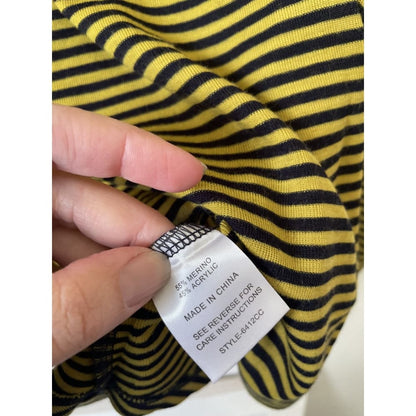 55% MERINO
45% ACRYLIC
MADE IN CHINA
SEE REVERSE FOR
CARE INSTRUCTIONS
STYLE-6412CC